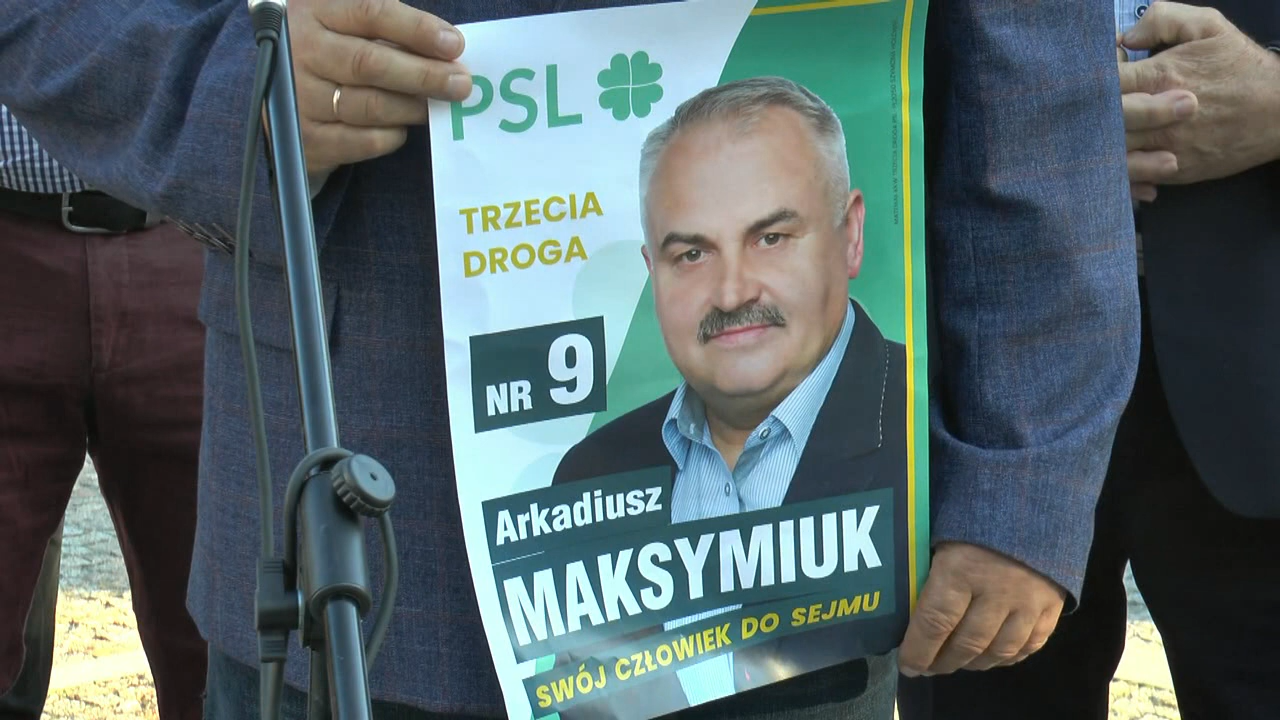 PSL
TRZECIA
DROGA
NR 9
Arkadiusz
MAKSYMIUK
SWÓJ CZŁOWIEK DO SEJMU